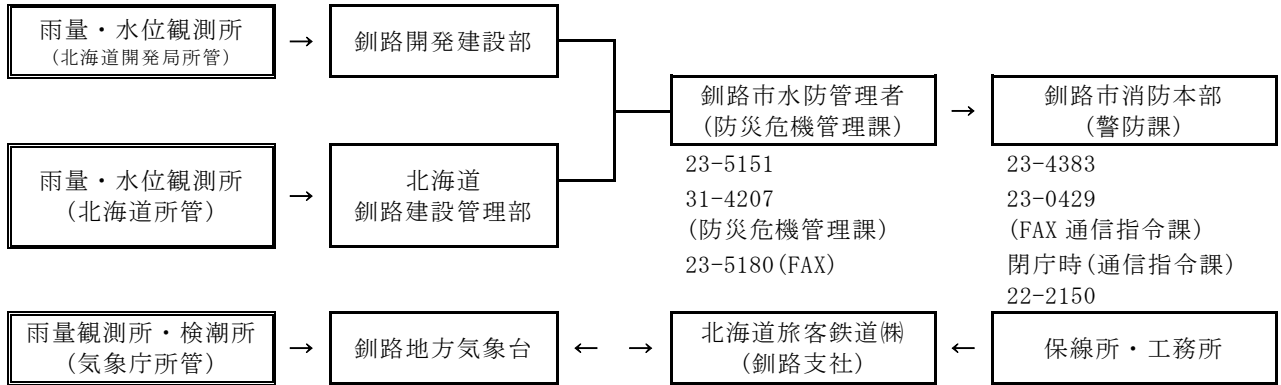 雨量・水位観測所
(北海道開発局所管)
→
釧路開発建設部
釧路市水防管理者
(防災危機管理課)
→
釧路市消防本部
(警防課)
雨量・水位観測所
(北海道所管)
→
北海道
釧路建設管理部
23-5151
31-4207
(防災危機管理課)
23-5180(FAX)
23-4383
23-0429
(FAX 通信指令課)
閉庁時(通信指令課)
22-2150
雨量観測所・検潮所
(気象庁所管)
→
釧路地方気象台
← →
北海道旅客鉄道㈱
(釧路支社)
←
保線所・工務所